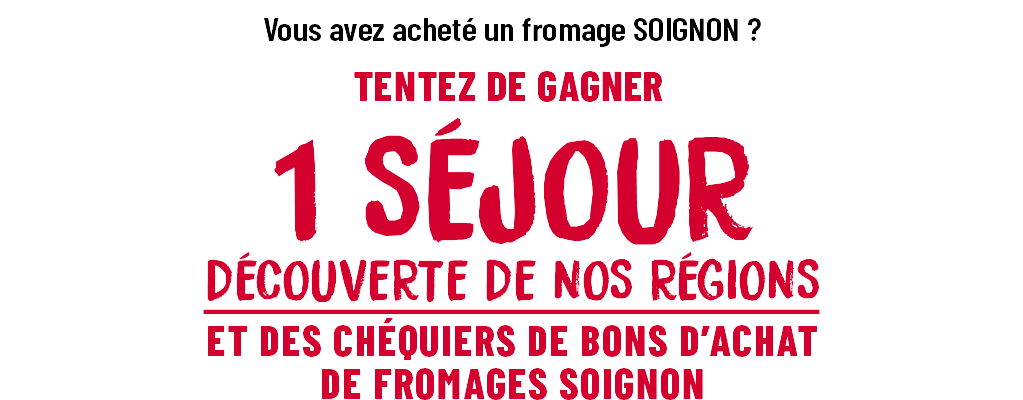 Vous avez acheté un fromage SOIGNON ?
TENTEZ DE GAGNER
1 SÉJOUR
DÉCOUVERTE DE NOS RÉGIONS
ET DES CHÉQUIERS DE BONS D'ACHAT
DE FROMAGES SOIGNON